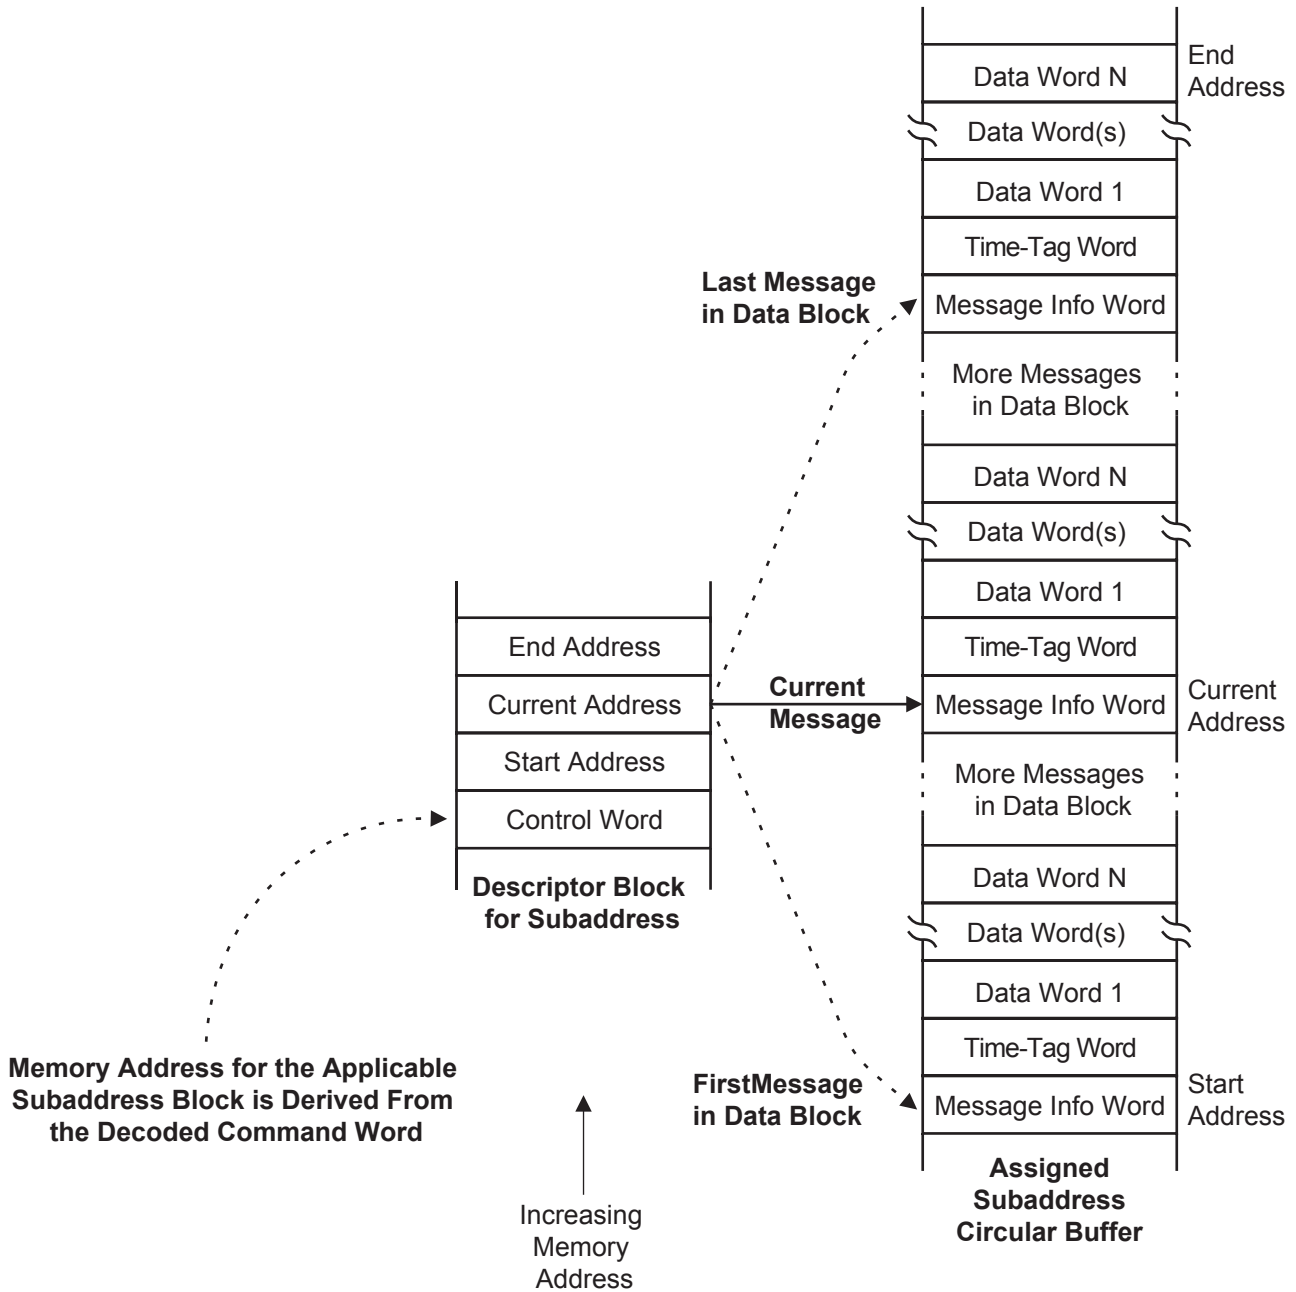 Data Word N
End
Address
Data Word(s)
Data Word 1
Time-Tag Word
Last Message
in Data Block
Message Info Word
More Messages
in Data Block
Data Word N
Data Word(s)
Data Word 1
End Address
Time-Tag Word
Current Address
Current
Message
Message Info Word
Current
Address
Start Address
More Messages
in Data Block
Control Word
Descriptor Block
for Subaddress
Data Word N
Data Word(s)
Data Word 1
Time-Tag Word
Memory Address for the Applicable
Subaddress Block is Derived From
the Decoded Command Word
FirstMessage
in Data Block
Message Info Word
Start
Address
Assigned
Subaddress
Circular Buffer
Increasing
Memory
Address